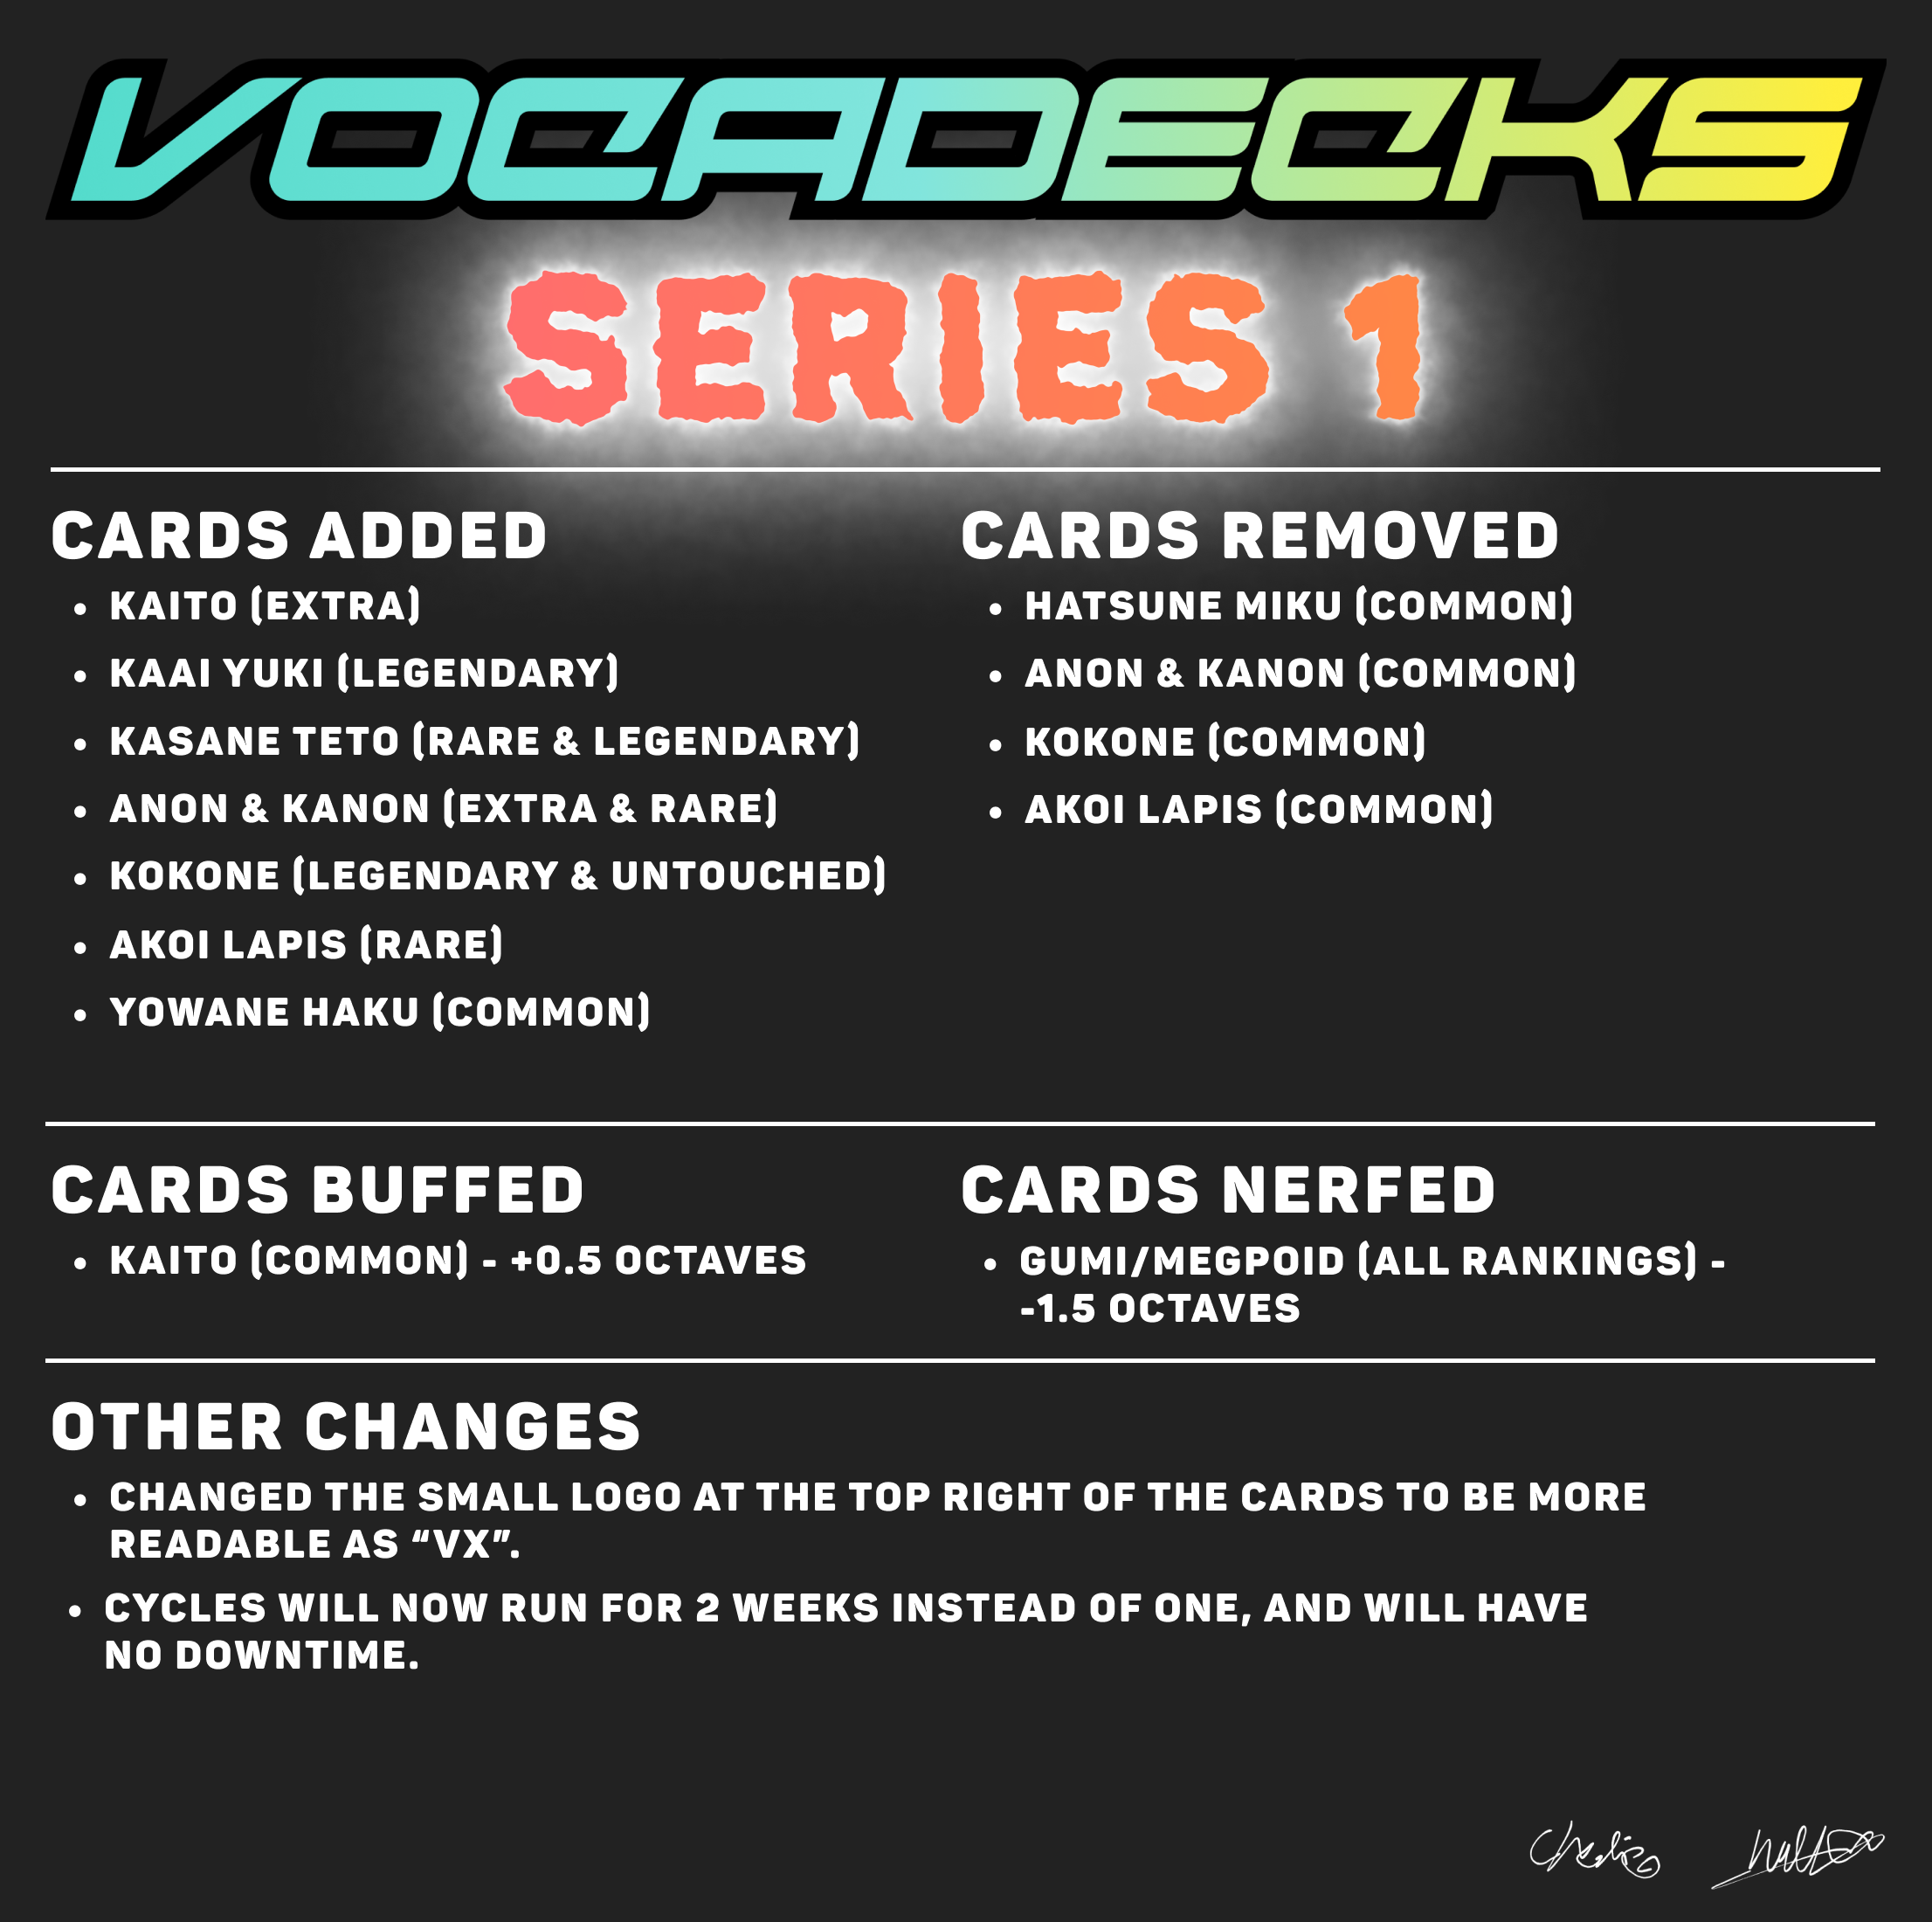 VOCADECKS
SERIES 1
CARDS ADDED
• KAITO (EXTRA)
• KAAI YUKI (LEGENDARY)
• KASANE TETO (RARE & LEGENDARY)
• ANON & KANON (EXTRA & RARE)
• KOKONE (LEGENDARY & UNTOUCHED)
• AKOI LAPIS (RARE)
• YOWANE HAKU (COMMON)
CARDS REMOVED
• HATSUNE MIKU (COMMON)
• ANON & KANON (COMMON)
• KOKONE (COMMON)
• AKOI LAPIS (COMMON)
CARDS BUFFED
• KAITO (COMMON) - +0.5 OCTAVES
CARDS NERFED
• GUMI/MEGPOID (ALL RANKINGS) -
-1.5 OCTAVES
OTHER CHANGES
• CHANGED THE SMALL LOGO AT THE TOP RIGHT OF THE CARDS TO BE MORE
READABLE AS “VX”.
• CYCLES WILL NOW RUN FOR 2 WEEKS INSTEAD OF ONE, AND WILL HAVE
NO DOWNTIME.